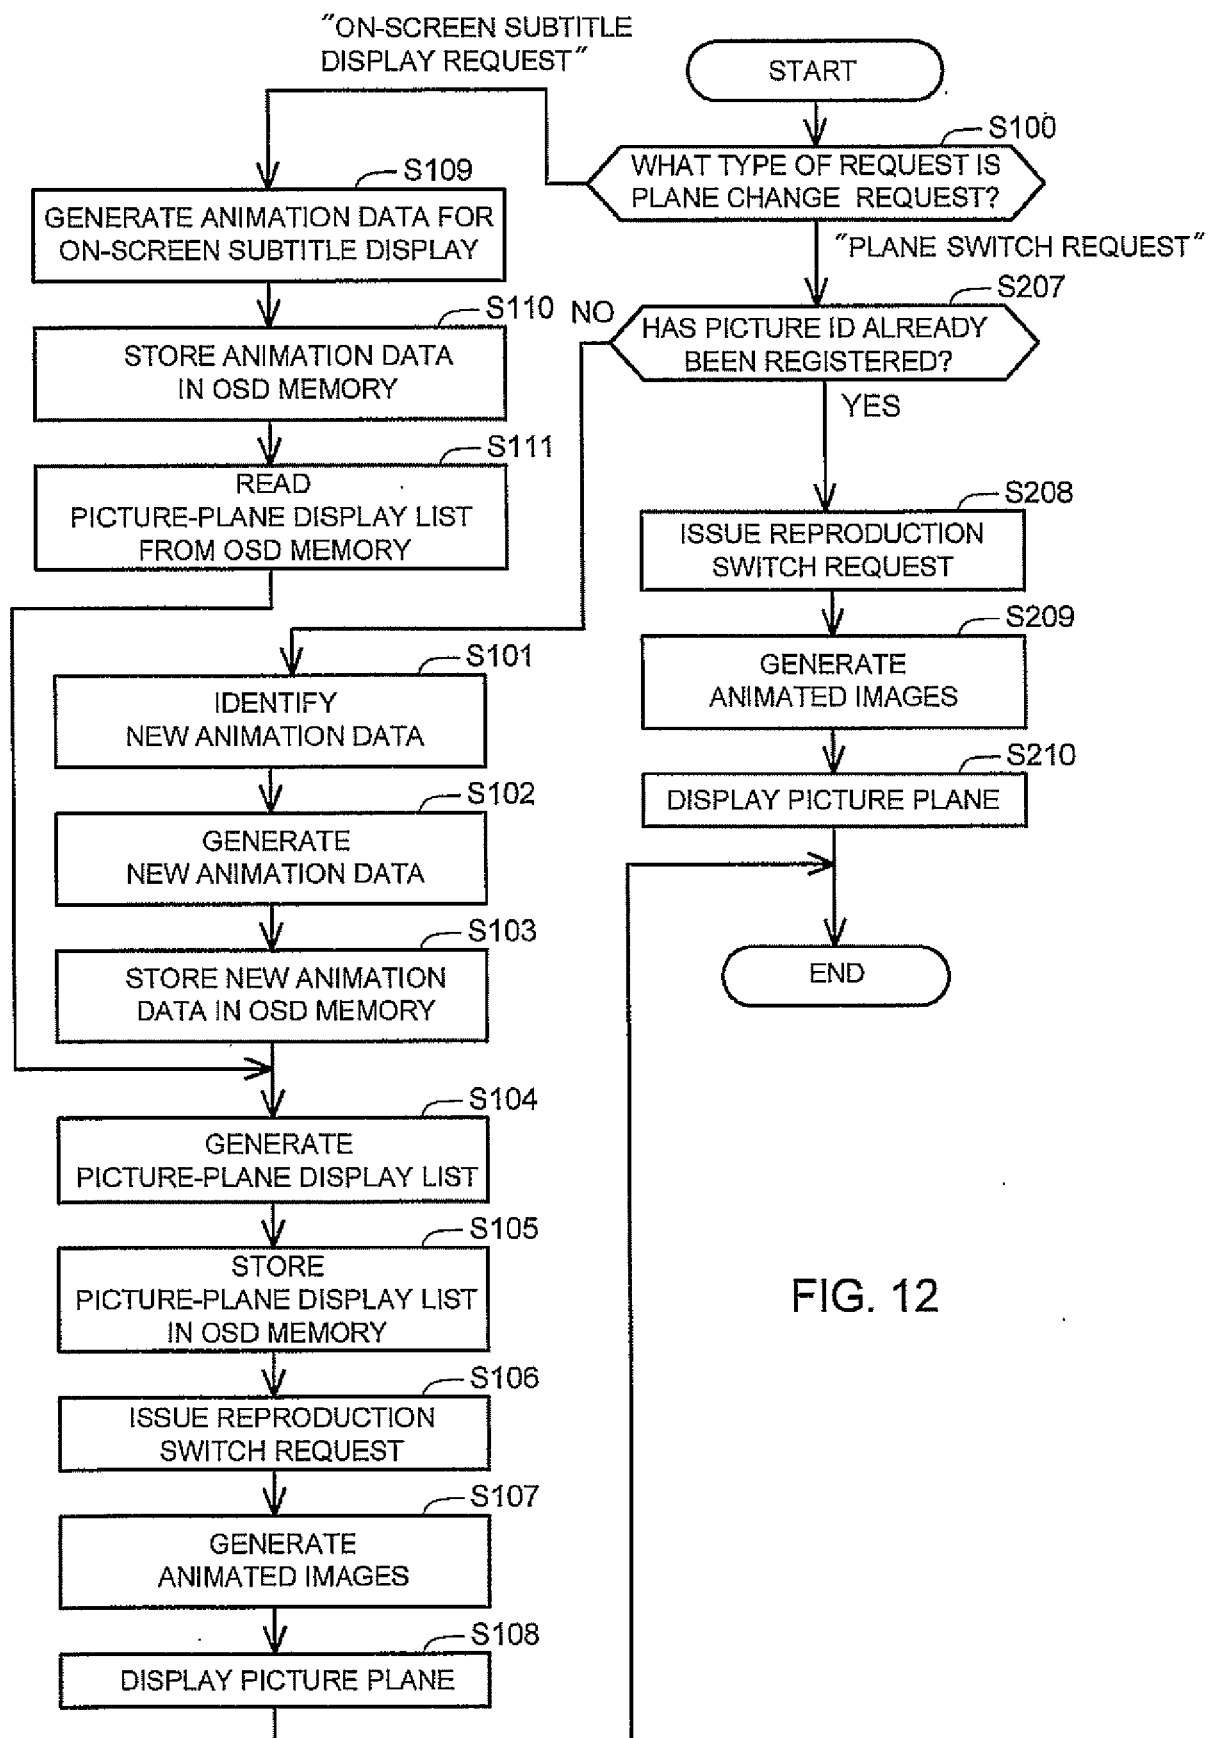 "ON-SCREEN SUBTITLE
DISPLAY REQUEST"
START
S100
WHAT TYPE OF REQUEST IS
PLANE CHANGE REQUEST?
S109
GENERATE ANIMATION DATA FOR
ON-SCREEN SUBTITLE DISPLAY
"PLANE SWITCH REQUEST"
S207
NO
HAS PICTURE ID ALREADY
BEEN REGISTERED?
YES
S110
STORE ANIMATION DATA
IN OSD MEMORY
S111
READ
PICTURE-PLANE DISPLAY LIST
FROM OSD MEMORY
S208
ISSUE REPRODUCTION
SWITCH REQUEST
S209
GENERATE
ANIMATED IMAGES
S210
DISPLAY PICTURE PLANE
END
S101
IDENTIFY
NEW ANIMATION DATA
S102
GENERATE
NEW ANIMATION DATA
S103
STORE NEW ANIMATION
DATA IN OSD MEMORY
S104
GENERATE
PICTURE-PLANE DISPLAY LIST
S105
STORE
PICTURE-PLANE DISPLAY LIST
IN OSD MEMORY
S106
ISSUE REPRODUCTION
SWITCH REQUEST
S107
GENERATE
ANIMATED IMAGES
S108
DISPLAY PICTURE PLANE
FIG. 12